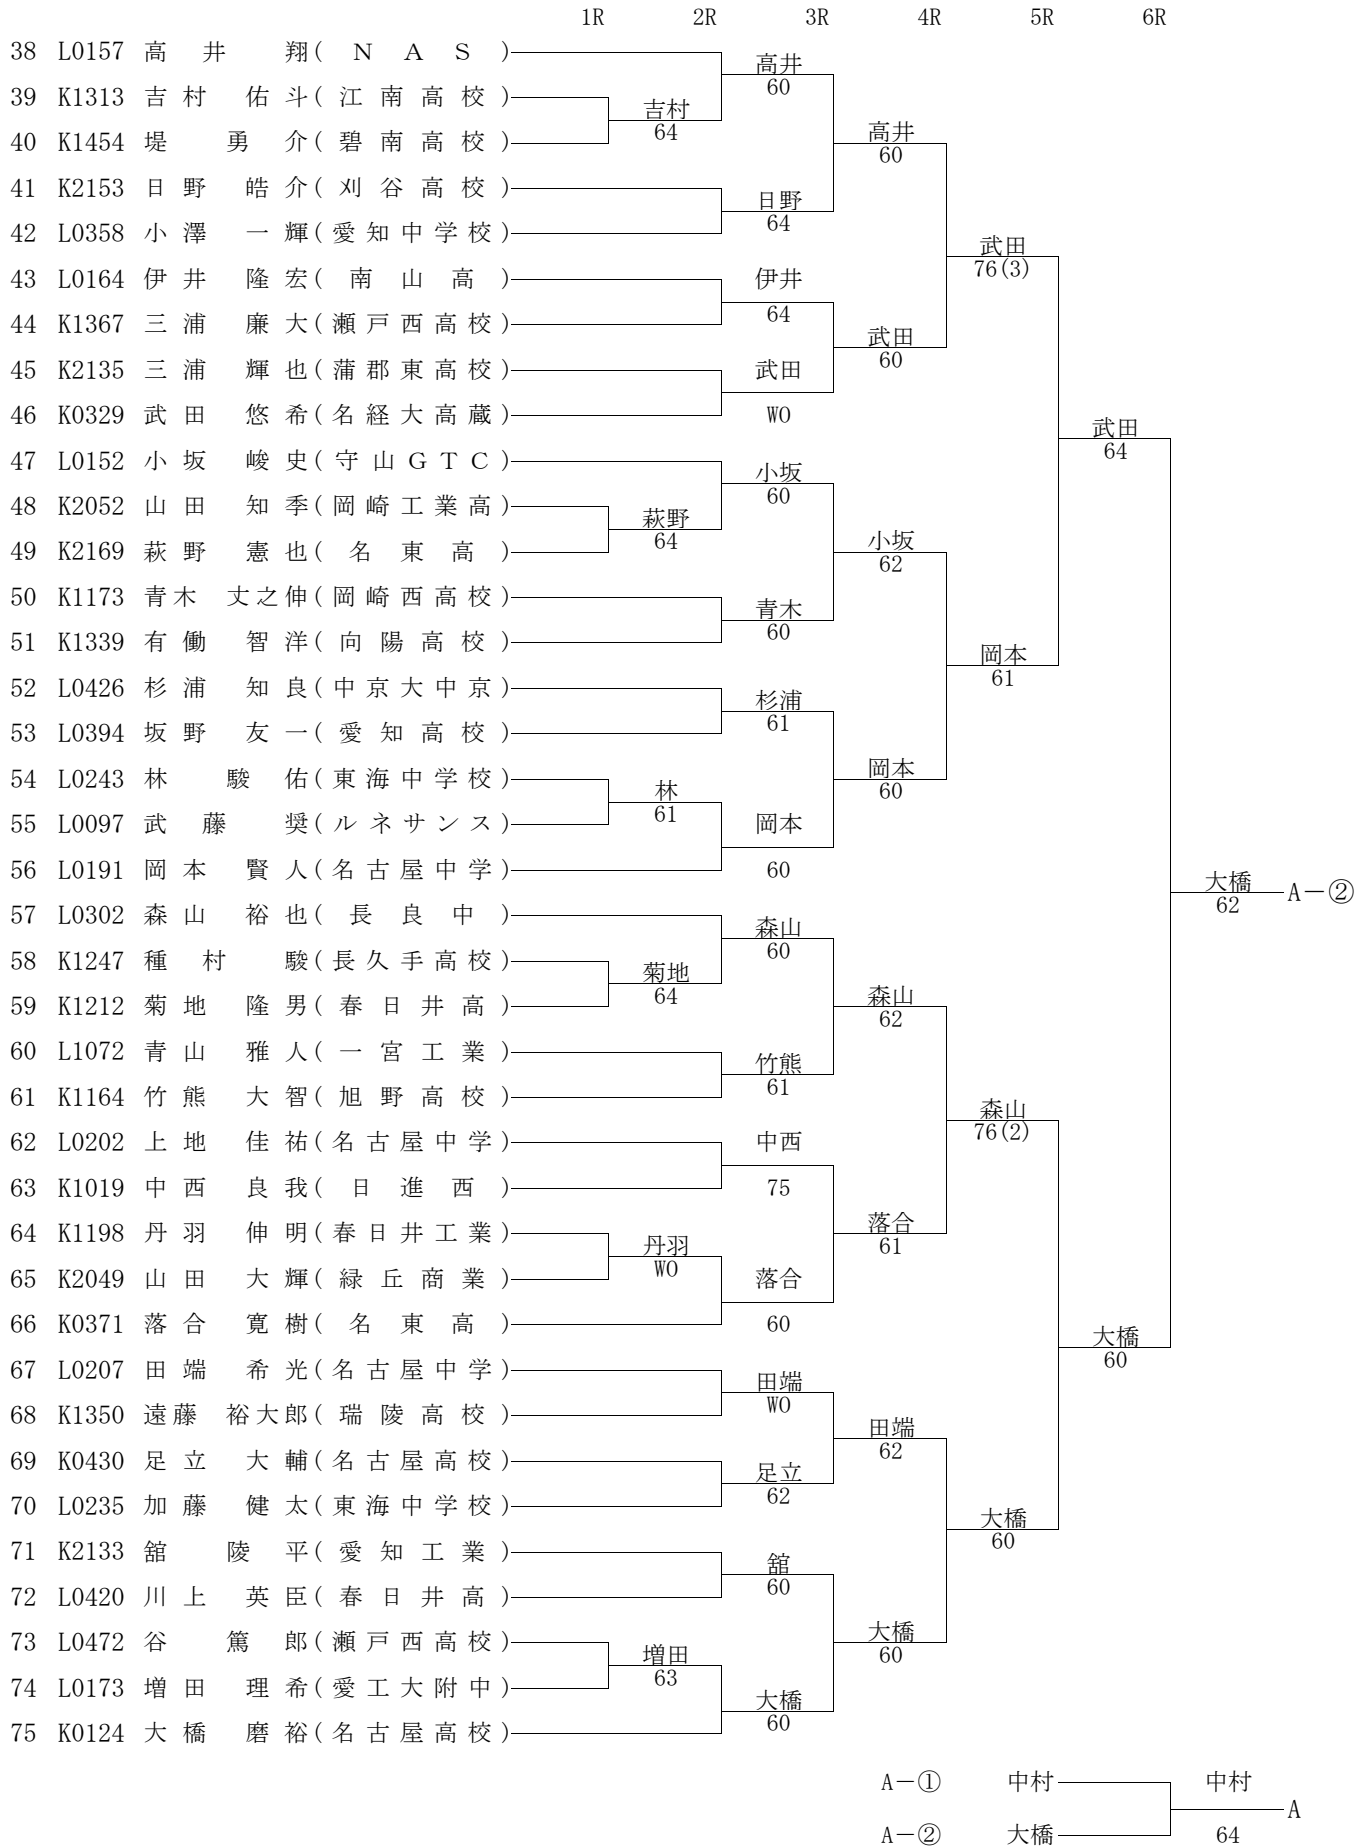 1R 2R 3R 4R 5R 6R
38 L0157 高井 翔(NAS)
高井
60
39 K1313 吉村 佑斗(江南高校)
吉村
64
40 K1454 堤 勇介(碧南高校)
高井
60
41 K2153 日野 皓介(刈谷高校)
日野
64
42 L0358 小澤 一輝(愛知中学校)
武田
76(3)
43 L0164 伊井 隆宏(南山高)
伊井
64
44 K1367 三浦 廉大(瀬戸西高校)
武田
60
45 K2135 三浦 輝也(蒲郡東高校)
武田
WO
46 K0329 武田 悠希(名経大高蔵)
武田
64
47 L0152 小坂 峻史(守山GTC)
小坂
60
48 K2052 山田 知季(岡崎工業高)
萩野
64
49 K2169 萩野 憲也(名東高)
小坂
62
50 K1173 青木 丈之伸(岡崎西高校)
青木
60
51 K1339 有働 智洋(向陽高校)
岡本
61
52 L0426 杉浦 知良(中京大中京)
杉浦
61
53 L0394 坂野 友一(愛知高校)
岡本
60
54 L0243 林 駿佑(東海中学校)
林
61
55 L0097 武藤 奨(ルネサンス)
岡本
60
56 L0191 岡本 賢人(名古屋中学)
大橋 A-②
62
57 L0302 森山 裕也(長良中)
森山
60
58 K1247 種村 駿(長久手高校)
菊地
64
59 K1212 菊地 隆男(春日井高)
森山
62
60 L1072 青山 雅人(一宮工業)
竹熊
61
61 K1164 竹熊 大智(旭野高校)
森山
76(2)
62 L0202 上地 佳祐(名古屋中学)
中西
75
63 K1019 中西 良我(日進西)
落合
61
64 K1198 丹羽 伸明(春日井工業)
丹羽
WO
65 K2049 山田 大輝(緑丘商業)
落合
60
66 K0371 落合 寛樹(名東高)
大橋
60
67 L0207 田端 希光(名古屋中学)
田端
WO
68 K1350 遠藤 裕大郎(瑞陵高校)
田端
62
69 K0430 足立 大輔(名古屋高校)
足立
62
70 L0235 加藤 健太(東海中学校)
大橋
60
71 K2133 舘 陵平(愛知工業)
舘
60
72 L0420 川上 英臣(春日井高)
大橋
60
73 L0472 谷 篤郎(瀬戸西高校)
増田
63
74 L0173 増田 理希(愛工大附中)
大橋
60
75 K0124 大橋 磨裕(名古屋高校)
A-① 中村 中村
A
A-② 大橋 64